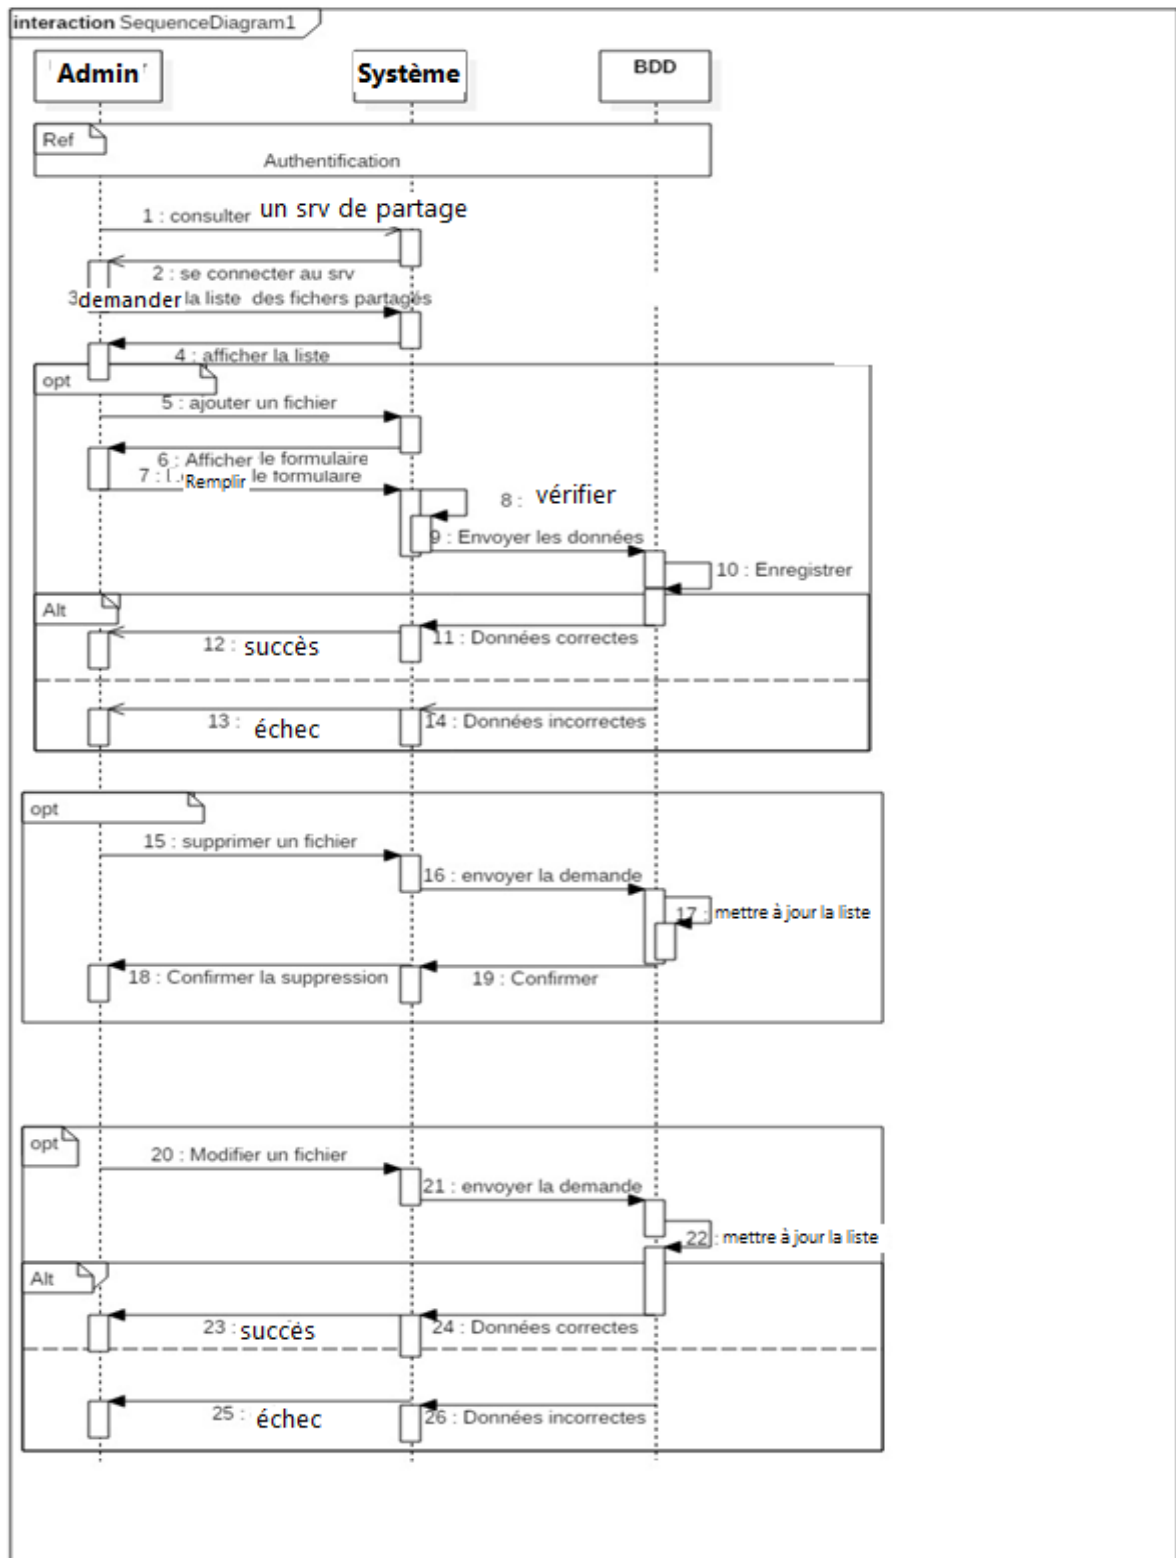 interaction SequenceDiagram1
Admin
Système
BDD
Ref
Authentification
1 : consulter un srv de partage
2 : se connecter au srv
3 demander la liste des fichers partagés
4 : afficher la liste
opt
5 : ajouter un fichier
6 : Afficher le formulaire
7 : Remplir le formulaire
8 : vérifier
9 : Envoyer les données
10 : Enregistrer
Alt
11 : Données correctes
12 : succès
13 : échec
14 : Données incorrectes
opt
15 : supprimer un fichier
16 : envoyer la demande
17 : mettre à jour la liste
18 : Confirmer la suppression
19 : Confirmer
opt
20 : Modifier un fichier
21 : envoyer la demande
22 : mettre à jour la liste
Alt
23 : succés
24 : Données correctes
25 : échec
26 : Données incorrectes